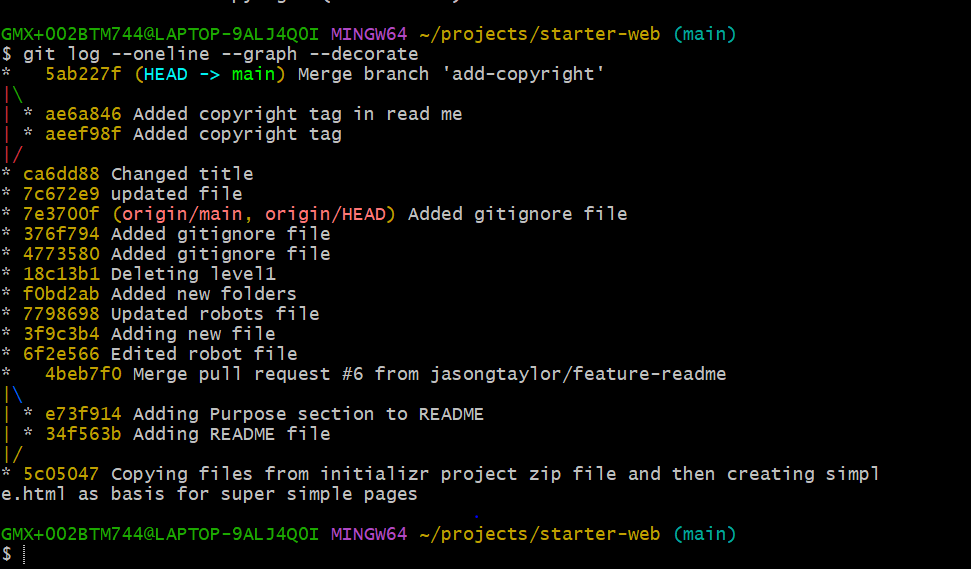 GMX+002BTM744@LAPTOP-9ALJ4Q0I MINGW64 ~/projects/starter-web (main)
$ git log --oneline --graph --decorate
*   5ab227f (HEAD -> main) Merge branch 'add-copyright'
|\
| * ae6a846 Added copyright tag in read me
| * aeef98f Added copyright tag
|/
* ca6dd88 Changed title
* 7c672e9 updated file
* 7e3700f (origin/main, origin/HEAD) Added gitignore file
* 376f794 Added gitignore file
* 4773580 Added gitignore file
* 18c13b1 Deleting level1
* f0bd2ab Added new folders
* 7798698 Updated robots file
* 3f9c3b4 Adding new file
* 6f2e566 Edited robot file
*   4beb7f0 Merge pull request #6 from jasongtaylor/feature-readme
|\
| * e73f914 Adding Purpose section to README
| * 34f563b Adding README file
|/
* 5c05047 Copying files from initializr project zip file and then creating simpl
e.html as basis for super simple pages
GMX+002BTM744@LAPTOP-9ALJ4Q0I MINGW64 ~/projects/starter-web (main)
$